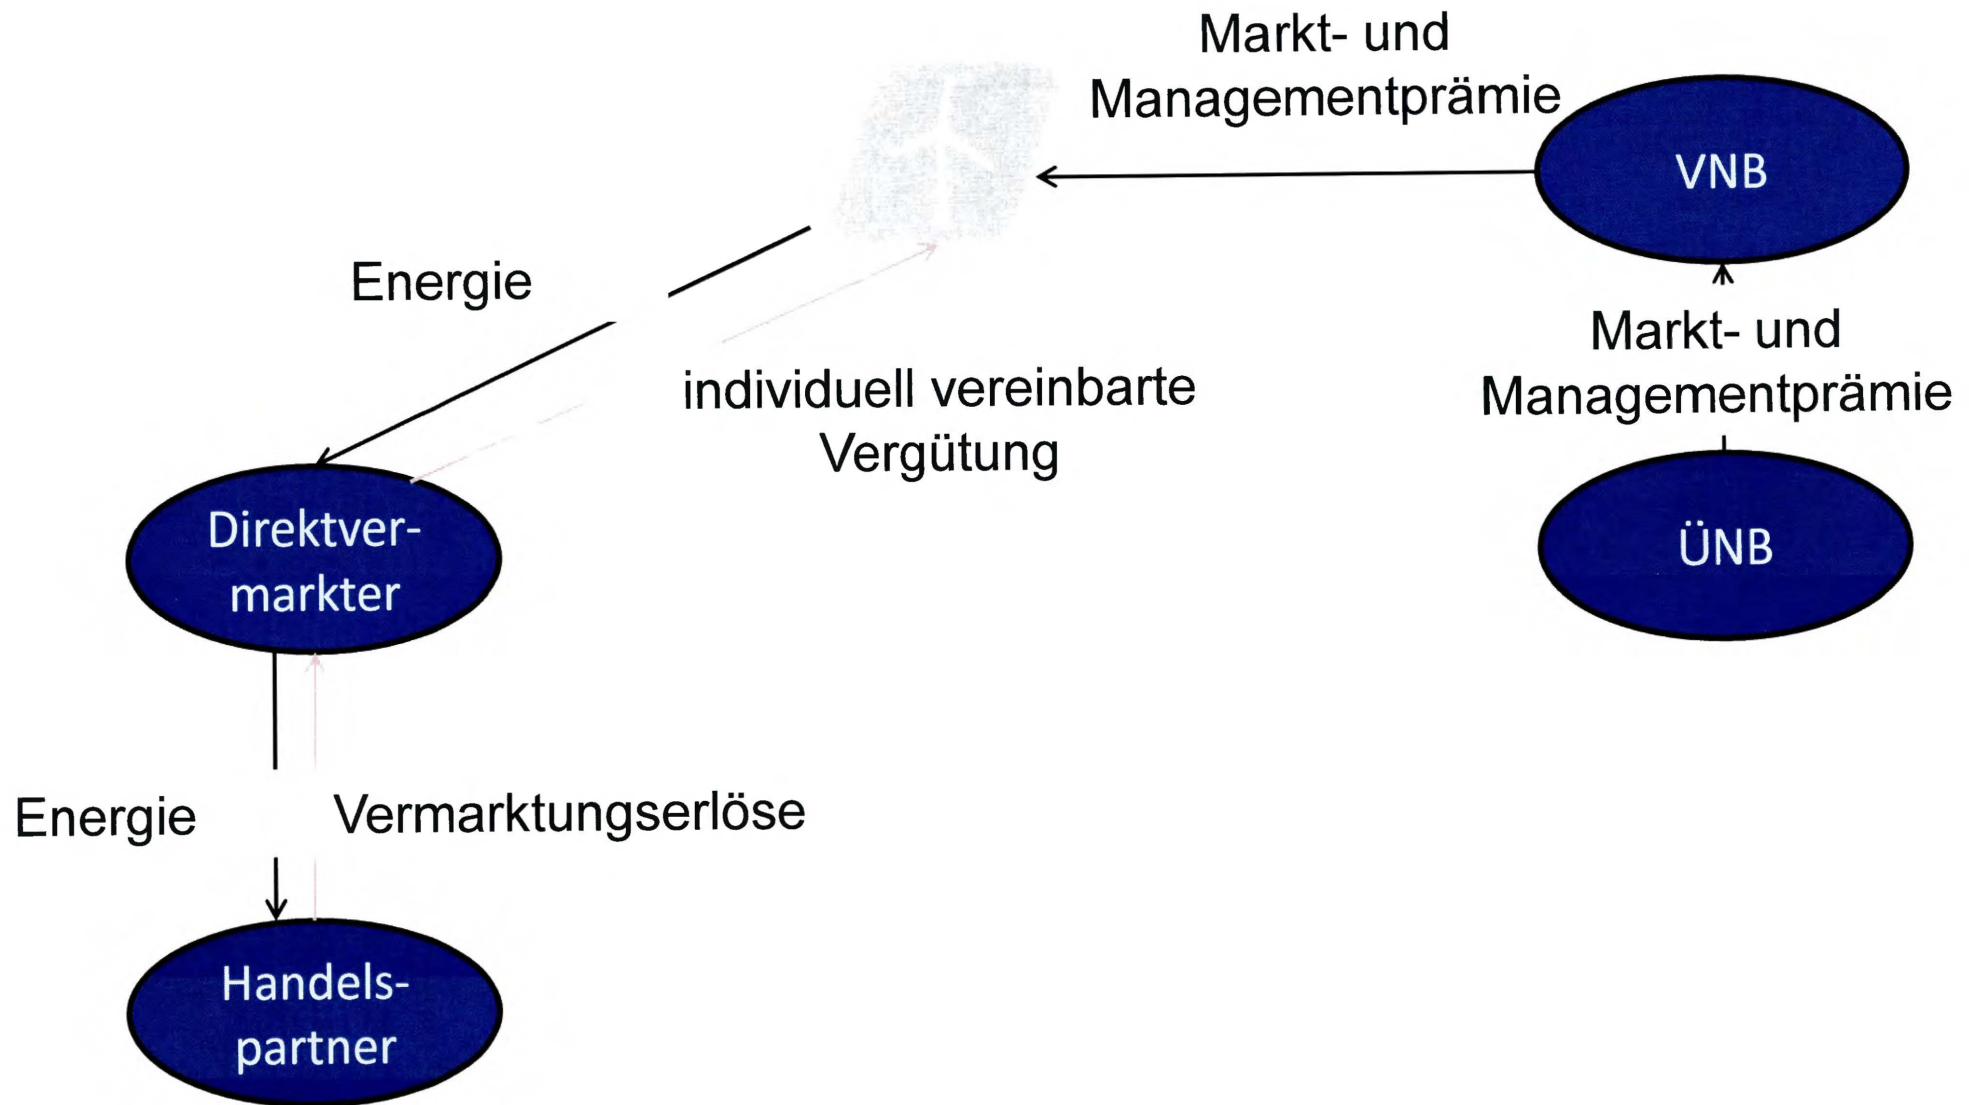 Markt- und
Managementprämie
VNB
Energie
individuell vereinbarte
Vergütung
Markt- und
Managementprämie
Direktver-
markter
ÜNB
Energie
Vermarktungserlöse
Handels-
partner